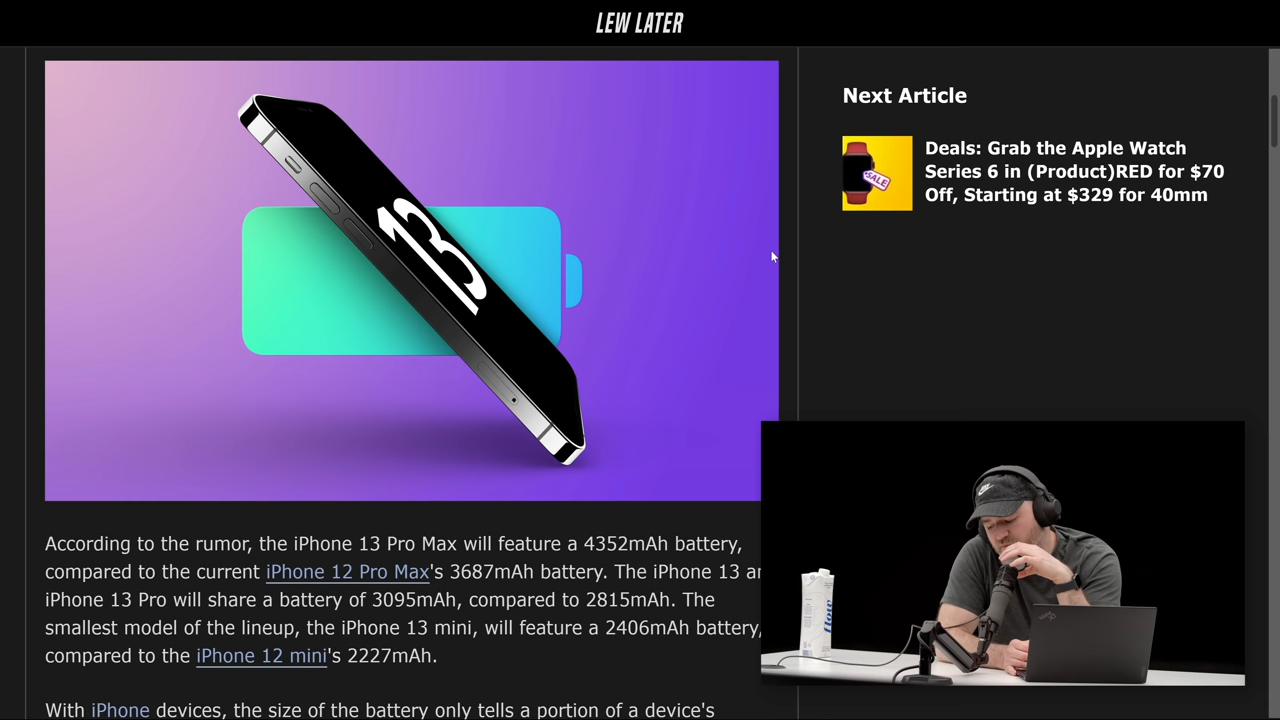 LEW LATER
13
Next Article
SALE
Deals: Grab the Apple Watch
Series 6 in (Product)RED for $70
Off, Starting at $329 for 40mm
According to the rumor, the iPhone 13 Pro Max will feature a 4352mAh battery,
compared to the current iPhone 12 Pro Max's 3687mAh battery. The iPhone 13 an
iPhone 13 Pro will share a battery of 3095mAh, compared to 2815mAh. The
smallest model of the lineup, the iPhone 13 mini, will feature a 2406mAh battery,
compared to the iPhone 12 mini's 2227mAh.
With iPhone devices, the size of the battery only tells a portion of a device's
flow